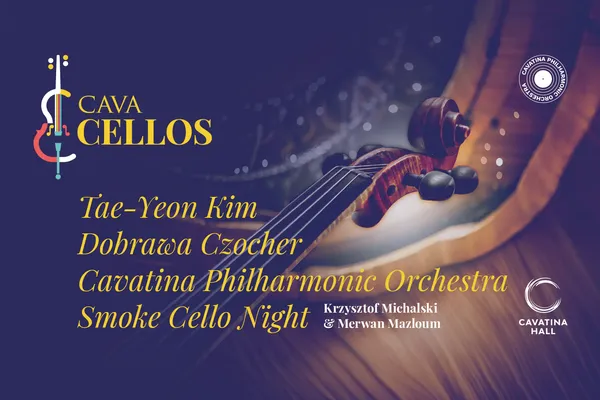 CAVA
CELLOS
CAVATINA PHILHARMONIC ORCHESTRA
Tae-Yeon Kim
Dobrawa Czocher
Cavatina Philharmonic Orchestra
Smoke Cello Night
Krzysztof Michalski
& Merwan Mazloum
CAVATINA
HALL